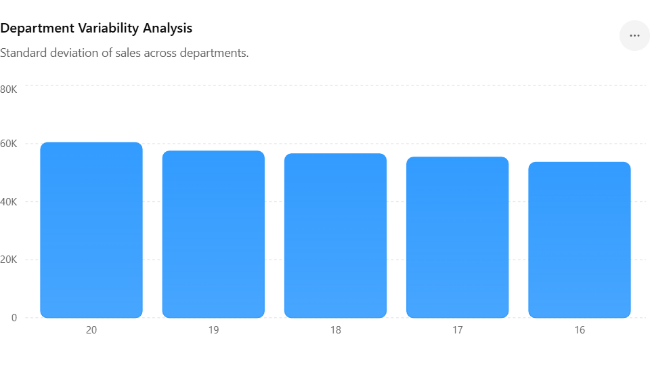 Department Variability Analysis
...
Standard deviation of sales across departments.
80K
60K
40K
20K
0
20 19 18 17 16